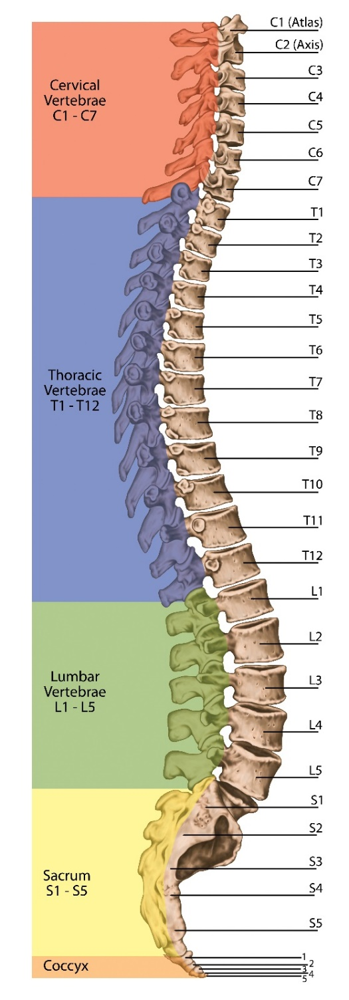 C1 (Atlas)
C2 (Axis)
C3
C4
C5
C6
C7
Cervical
Vertebrae
C1 - C7
T1
T2
T3
T4
T5
T6
T7
T8
T9
T10
T11
T12
Thoracic
Vertebrae
T1 - T12
L1
L2
L3
L4
L5
Lumbar
Vertebrae
L1 - L5
S1
S2
S3
S4
S5
Sacrum
S1 - S5
1
2
3
4
5
Coccyx